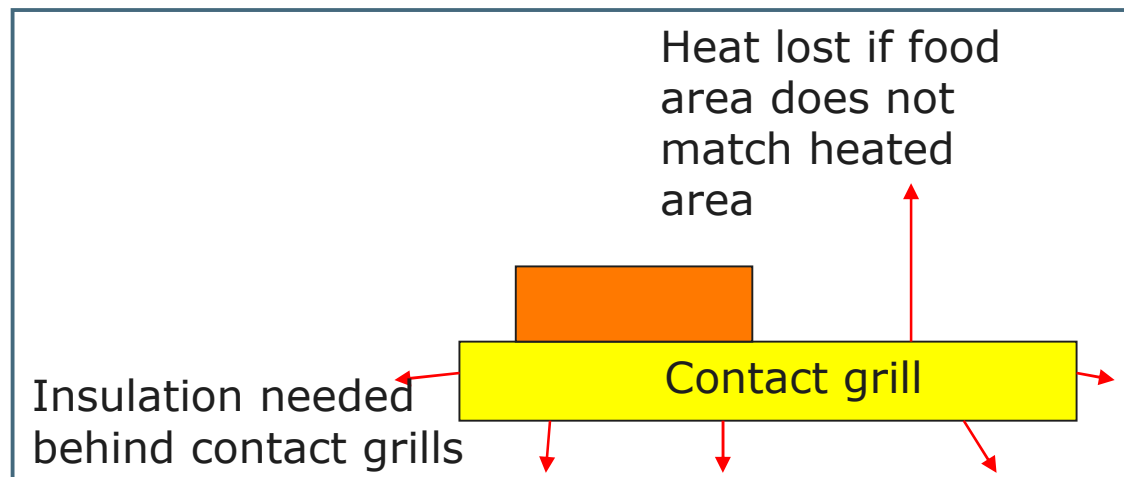 Heat lost if food
area does not
match heated
area
Contact grill
Insulation needed
behind contact grills